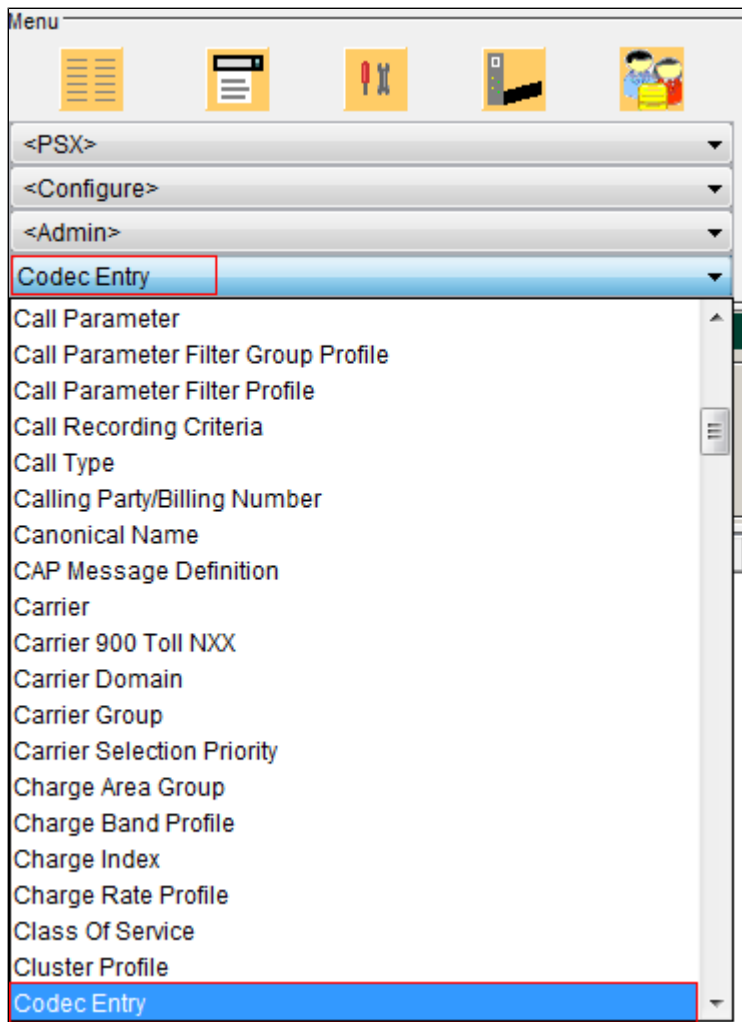 Menu
<PSX>
<Configure>
<Admin>
Codec Entry
Call Parameter
Call Parameter Filter Group Profile
Call Parameter Filter Profile
Call Recording Criteria
Call Type
Calling Party/Billing Number
Canonical Name
CAP Message Definition
Carrier
Carrier 900 Toll NXX
Carrier Domain
Carrier Group
Carrier Selection Priority
Charge Area Group
Charge Band Profile
Charge Index
Charge Rate Profile
Class Of Service
Cluster Profile
Codec Entry